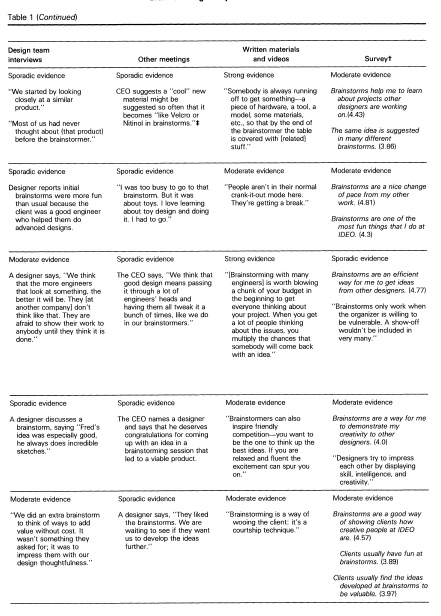 Table 1 (Continued)
Design team
interviews
Other meetings
Written materials
and videos
Survey†
Sporadic evidence
"We started by looking
closely at a similar
product."
"Most of us had never
thought about (that product)
before the brainstormer."
Sporadic evidence
CEO suggests a "cool" new
material might be
suggested so often that it
becomes "like Velcro or
Nitinol in brainstorms."‡
Strong evidence
"Somebody is always running
off to get something—a
piece of hardware, a tool, a
model, some materials,
etc., so that by the end of
the brainstormer the table
is covered with [related]
stuff."
Moderate evidence
Brainstorms help me to learn
about projects other
designers are working
on.(4.43)
The same idea is suggested
in many different
brainstorms. (3.86)
Sporadic evidence
Designer reports initial
brainstorms were more fun
than usual because the
client was a good engineer
who helped them do
advanced designs.
Sporadic evidence
"I was too busy to go to that
brainstorm. But it was
about toys. I love learning
about toy design and doing
it. I had to go."
Moderate evidence
"People aren't in their normal
crank-it-out mode here.
They're getting a break."
Moderate evidence
Brainstorms are a nice change
of pace from my other
work. (4.81)
Brainstorms are one of the
most fun things that I do at
IDEO. (4.3)
Moderate evidence
A designer says, "We think
that the more engineers
that look at something, the
better it will be. They [at
another company] don't
think like that. They are
afraid to show their work to
anybody until they think it is
done."
Sporadic evidence
The CEO says, "We think that
good design means passing
it through a lot of
engineers' heads and
having them all tweak it a
bunch of times, like we do
in our brainstormers."
Strong evidence
"[Brainstorming with many
engineers] is worth blowing
a chunk of your budget in
the beginning to get
everyone thinking about
your project. When you get
a lot of people thinking
about the issues, you
multiply the chances that
somebody will come back
with an idea."
Sporadic evidence
Brainstorms are an efficient
way for me to get ideas
from other designers. (4.77)
"Brainstorms only work when
the organizer is willing to
be vulnerable. A show-off
wouldn't be included in
very many."
Sporadic evidence
A designer discusses a
brainstorm, saying "Fred's
idea was especially good,
he always does incredible
sketches."
Sporadic evidence
The CEO names a designer
and says that he deserves
congratulations for coming
up with an idea in a
brainstorming session that
led to a viable product.
Moderate evidence
"Brainstormers can also
inspire friendly
competition—you want to
be the one to think up the
best ideas. If you are
relaxed and fluent the
excitement can spur you
on."
Moderate evidence
Brainstorms are a way for me
to demonstrate my
creativity to other
designers. (4.0)
"Designers try to impress
each other by displaying
skill, intelligence, and
creativity."
Moderate evidence
"We did an extra brainstorm
to think of ways to add
value without cost. It
wasn't something they
asked for; it was to
impress them with our
design thoughtfulness."
Sporadic evidence
A designer says, "They liked
the brainstorms. We are
waiting to see if they want
us to develop the ideas
further."
Moderate evidence
"Brainstorming is a way of
wooing the client: it's a
courtship technique."
Moderate evidence
Brainstorms are a good way
of showing clients how
creative people at IDEO
are. (4.57)
Clients usually have fun at
brainstorms. (3.89)
Clients usually find the ideas
developed at brainstorms to
be valuable. (3.97)